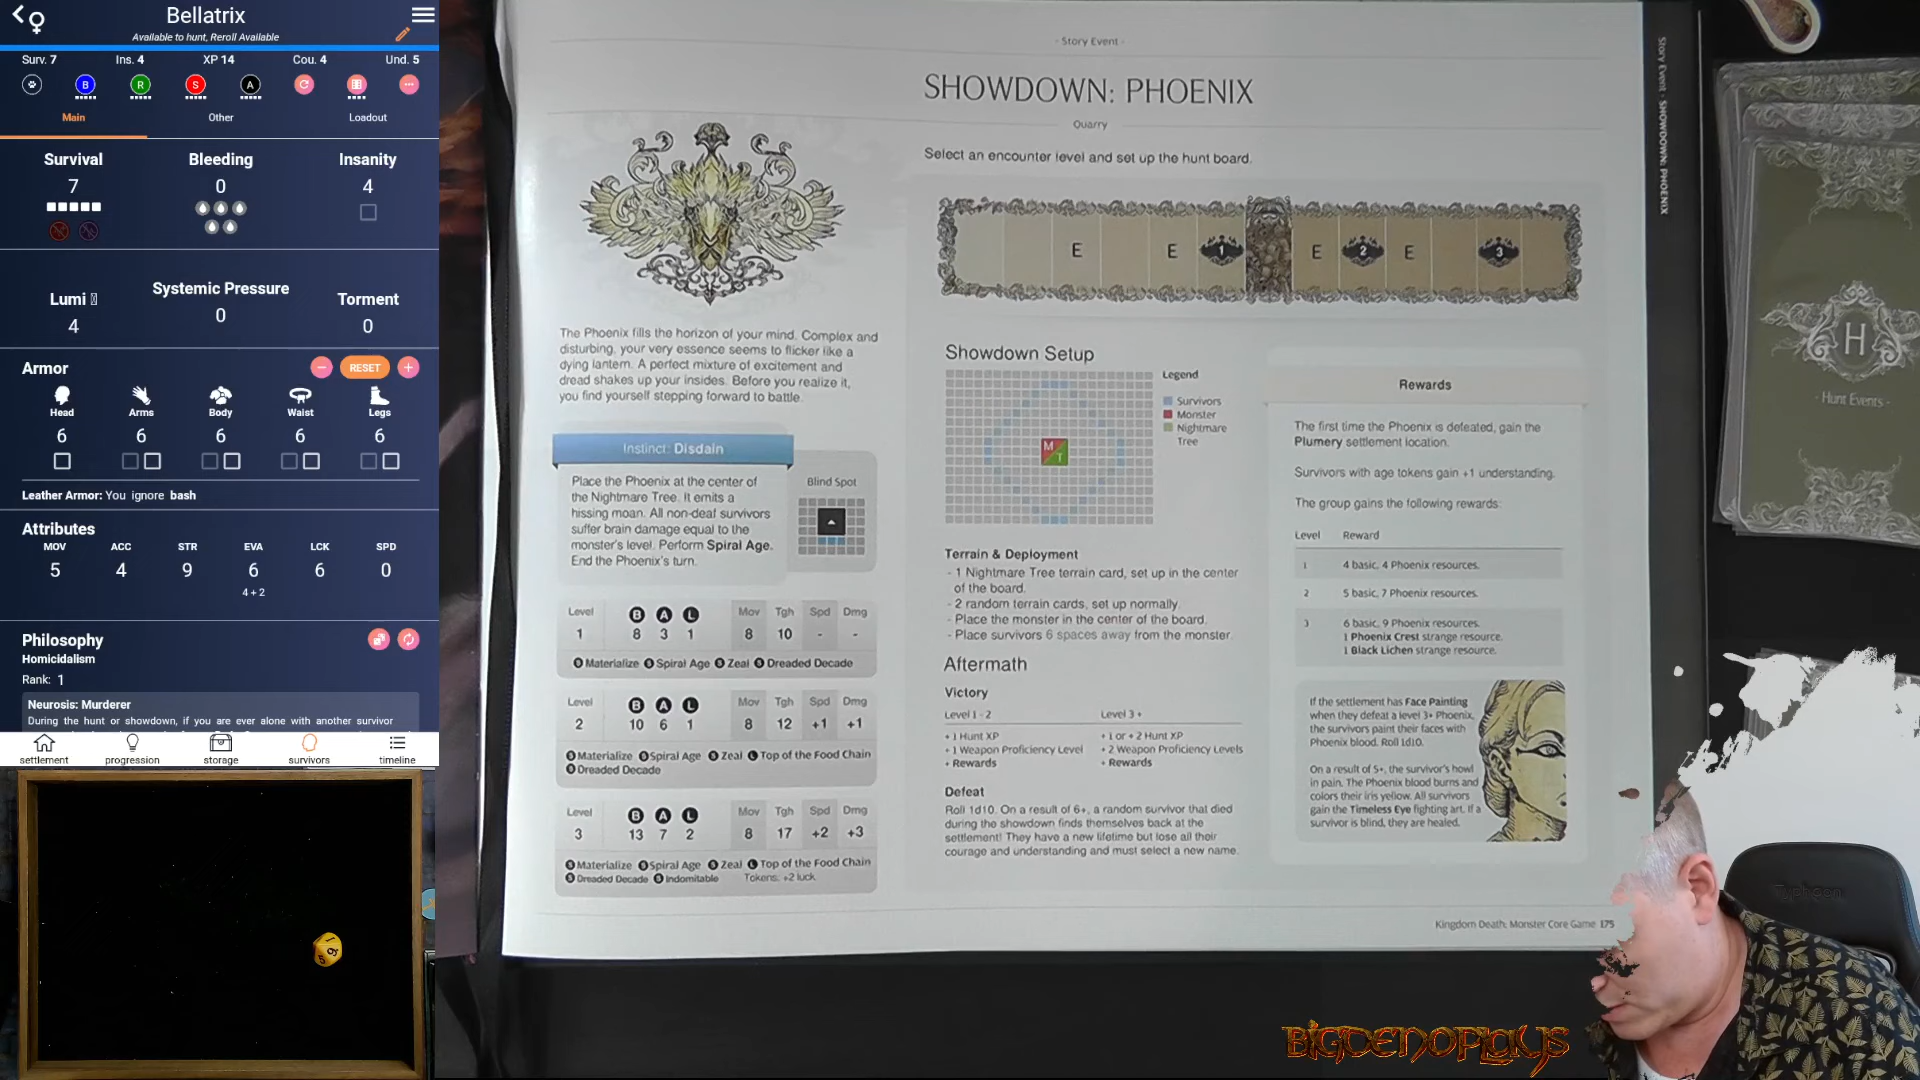 Bellatrix
Available to hunt, Reroll Available
Surv. 7 Ins. 4 XP 14 Cou. 4 Und. 5
B R S A
Main Other Loadout
Survival Bleeding Insanity
7 0 4
Lumi Systemic Pressure Torment
4 0 0
Armor RESET
Head Arms Body Waist Legs
6 6 6 6 6
Leather Armor: You ignore bash
Attributes
MOV ACC STR EVA LCK SPD
5 4 9 6 6 0
4 + 2
Philosophy
Homicidalism
Rank: 1
Neurosis: Murderer
During the hunt or showdown, if you are ever alone with another survivor
settlement progression storage survivors timeline
- Story Event -
SHOWDOWN: PHOENIX
Quarry
The Phoenix fills the horizon of your mind. Complex and
disturbing, your very essence seems to flicker like a
dying lantern. A perfect mixture of excitement and
dread shakes up your insides. Before you realize it,
you find yourself stepping forward to battle.
Instinct: Disdain
Place the Phoenix at the center of
the Nightmare Tree. It emits a
hissing moan. All non-deaf survivors
suffer brain damage equal to the
monster's level. Perform Spiral Age.
End the Phoenix's turn.
Blind Spot
Level B A L Mov Tgh Spd Dmg
1 8 3 1 8 10 - -
Materialize Spiral Age Zeal Dreaded Decade
Level B A L Mov Tgh Spd Dmg
2 10 6 1 8 12 +1 +1
Materialize Spiral Age Zeal Top of the Food Chain
Dreaded Decade
Level B A L Mov Tgh Spd Dmg
3 13 7 2 8 17 +2 +3
Materialize Spiral Age Zeal Top of the Food Chain
Dreaded Decade Indomitable Tokens: +2 luck
Select an encounter level and set up the hunt board.
E E 1 E 2 E 3
Showdown Setup
M
T
Legend
Survivors
Monster
Nightmare
Tree
Terrain & Deployment
- 1 Nightmare Tree terrain card, set up in the center
of the board.
- 2 random terrain cards, set up normally.
- Place the monster in the center of the board.
- Place survivors 6 spaces away from the monster.
Aftermath
Victory
Level 1 - 2 Level 3 +
+ 1 Hunt XP + 1 or + 2 Hunt XP
+ 1 Weapon Proficiency Level + 2 Weapon Proficiency Levels
+ Rewards + Rewards
Defeat
Roll 1d10. On a result of 6+, a random survivor that died
during the showdown finds themselves back at the
settlement! They have a new lifetime but lose all their
courage and understanding and must select a new name.
Rewards
The first time the Phoenix is defeated, gain the
Plumery settlement location.
Survivors with age tokens gain +1 understanding.
The group gains the following rewards:
Level Reward
1 4 basic, 4 Phoenix resources.
2 5 basic, 7 Phoenix resources.
3 6 basic, 9 Phoenix resources.
1 Phoenix Crest strange resource.
1 Black Lichen strange resource.
If the settlement has Face Painting
when they defeat a level 3+ Phoenix,
the survivors paint their faces with
Phoenix blood. Roll 1d10.
On a result of 5+, the survivor's howl
in pain. The Phoenix blood burns and
colors their iris yellow. All survivors
gain the Timeless Eye fighting art. If a
survivor is blind, they are healed.
Kingdom Death: Monster Core Game 175
Story Event - SHOWDOWN: PHOENIX
H
- Hunt Events -
BIGDENOPLAYS